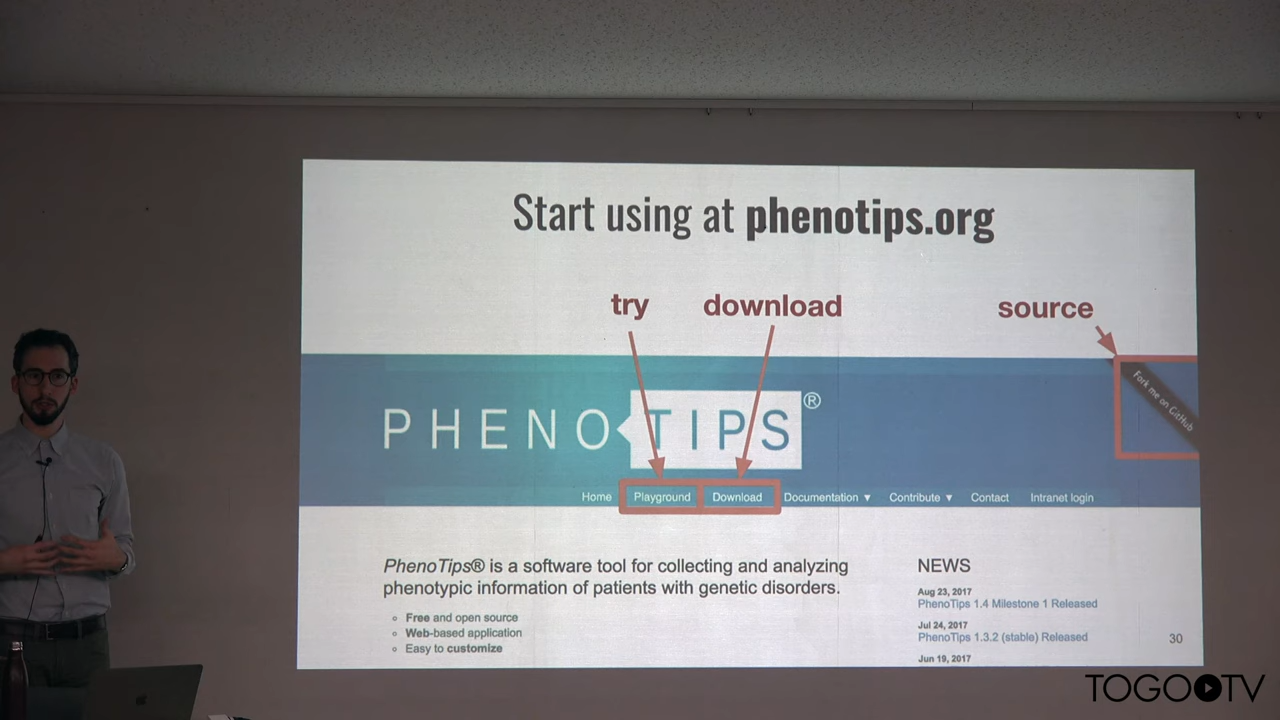 Start using at phenotips.org
try download source
PHENOTIPS®
Fork me on GitHub
Home Playground Download Documentation ▼ Contribute ▼ Contact Intranet login
PhenoTips® is a software tool for collecting and analyzing
phenotypic information of patients with genetic disorders.
Free and open source
Web-based application
Easy to customize
NEWS
Aug 23, 2017
PhenoTips 1.4 Milestone 1 Released
Jul 24, 2017
PhenoTips 1.3.2 (stable) Released
Jun 19, 2017
30
TOGOTV